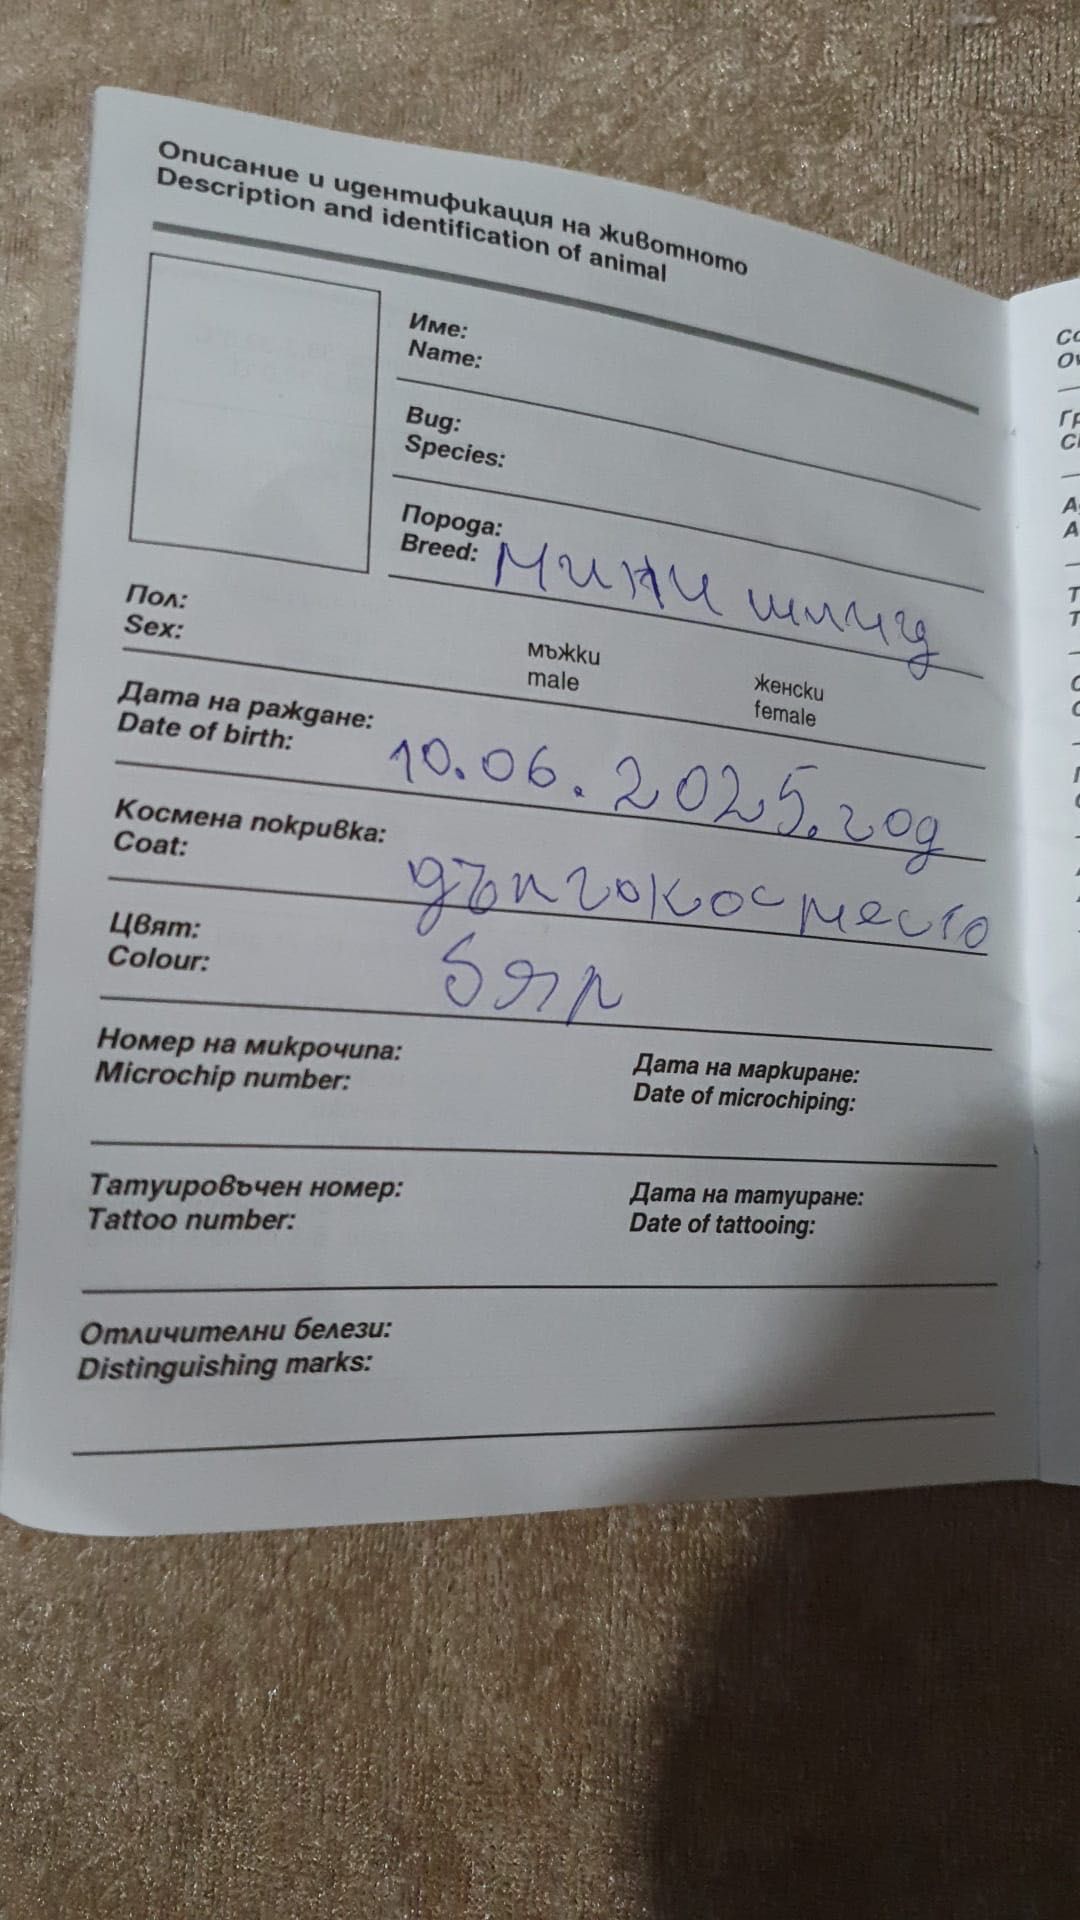 Описание и идентификация на животното
Description and identification of animal
Име:
Name:
Вид:
Species:
Порода:
Breed: мини шпид
Пол:
Sex:
мъжки
male
женски
female
Дата на раждане:
Date of birth: 10.06.2025.год
Космена покривка:
Coat: дългокосместо
Цвят:
Colour: бял
Номер на микрочипа:
Microchip number:
Дата на маркиране:
Date of microchiping:
Татуировъчен номер:
Tattoo number:
Дата на татуиране:
Date of tattooing:
Отличителни белези:
Distinguishing marks: